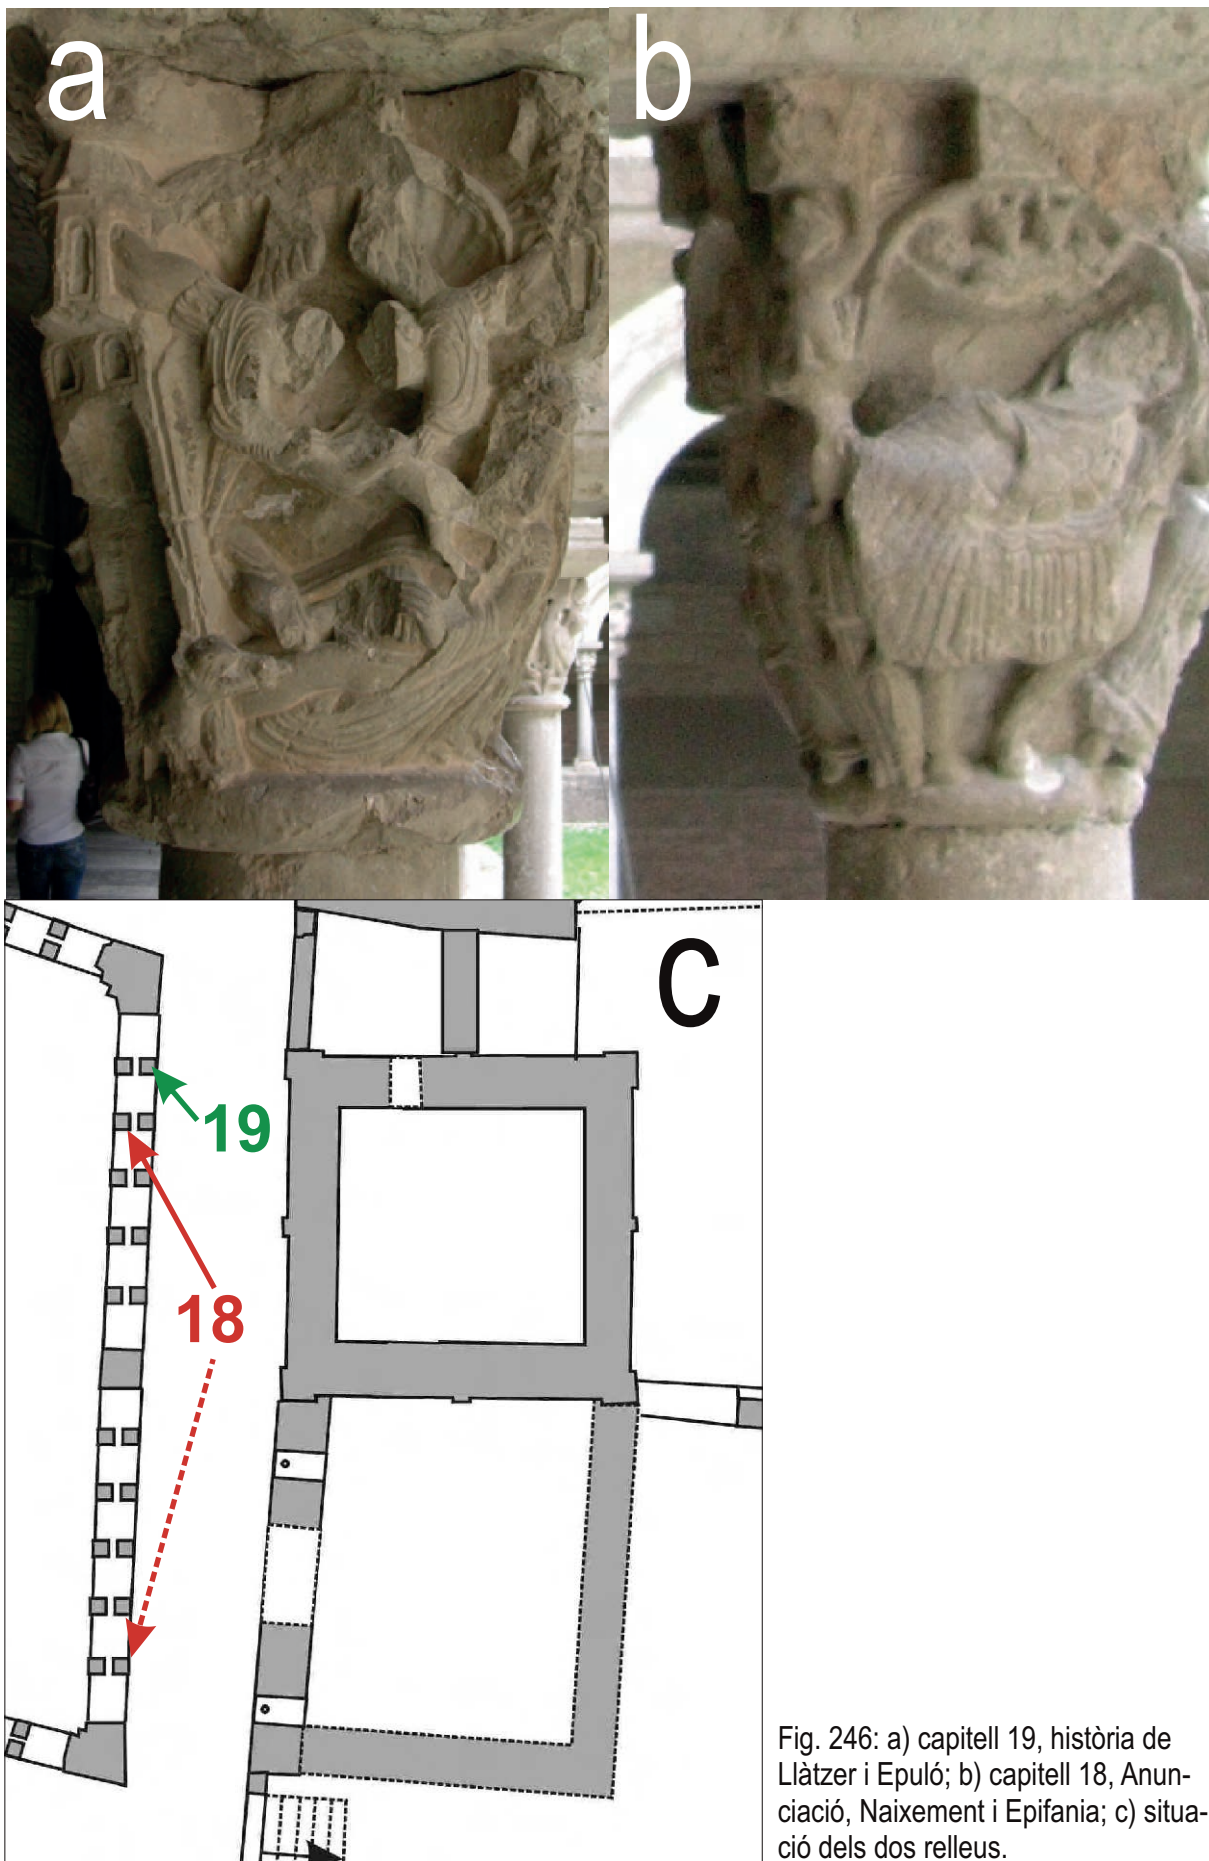 a
b
c
19
18
Fig. 246: a) capitell 19, història de
Llàtzer i Epuló; b) capitell 18, Anun-
ciació, Naixement i Epifania; c) situa-
ció dels dos relleus.